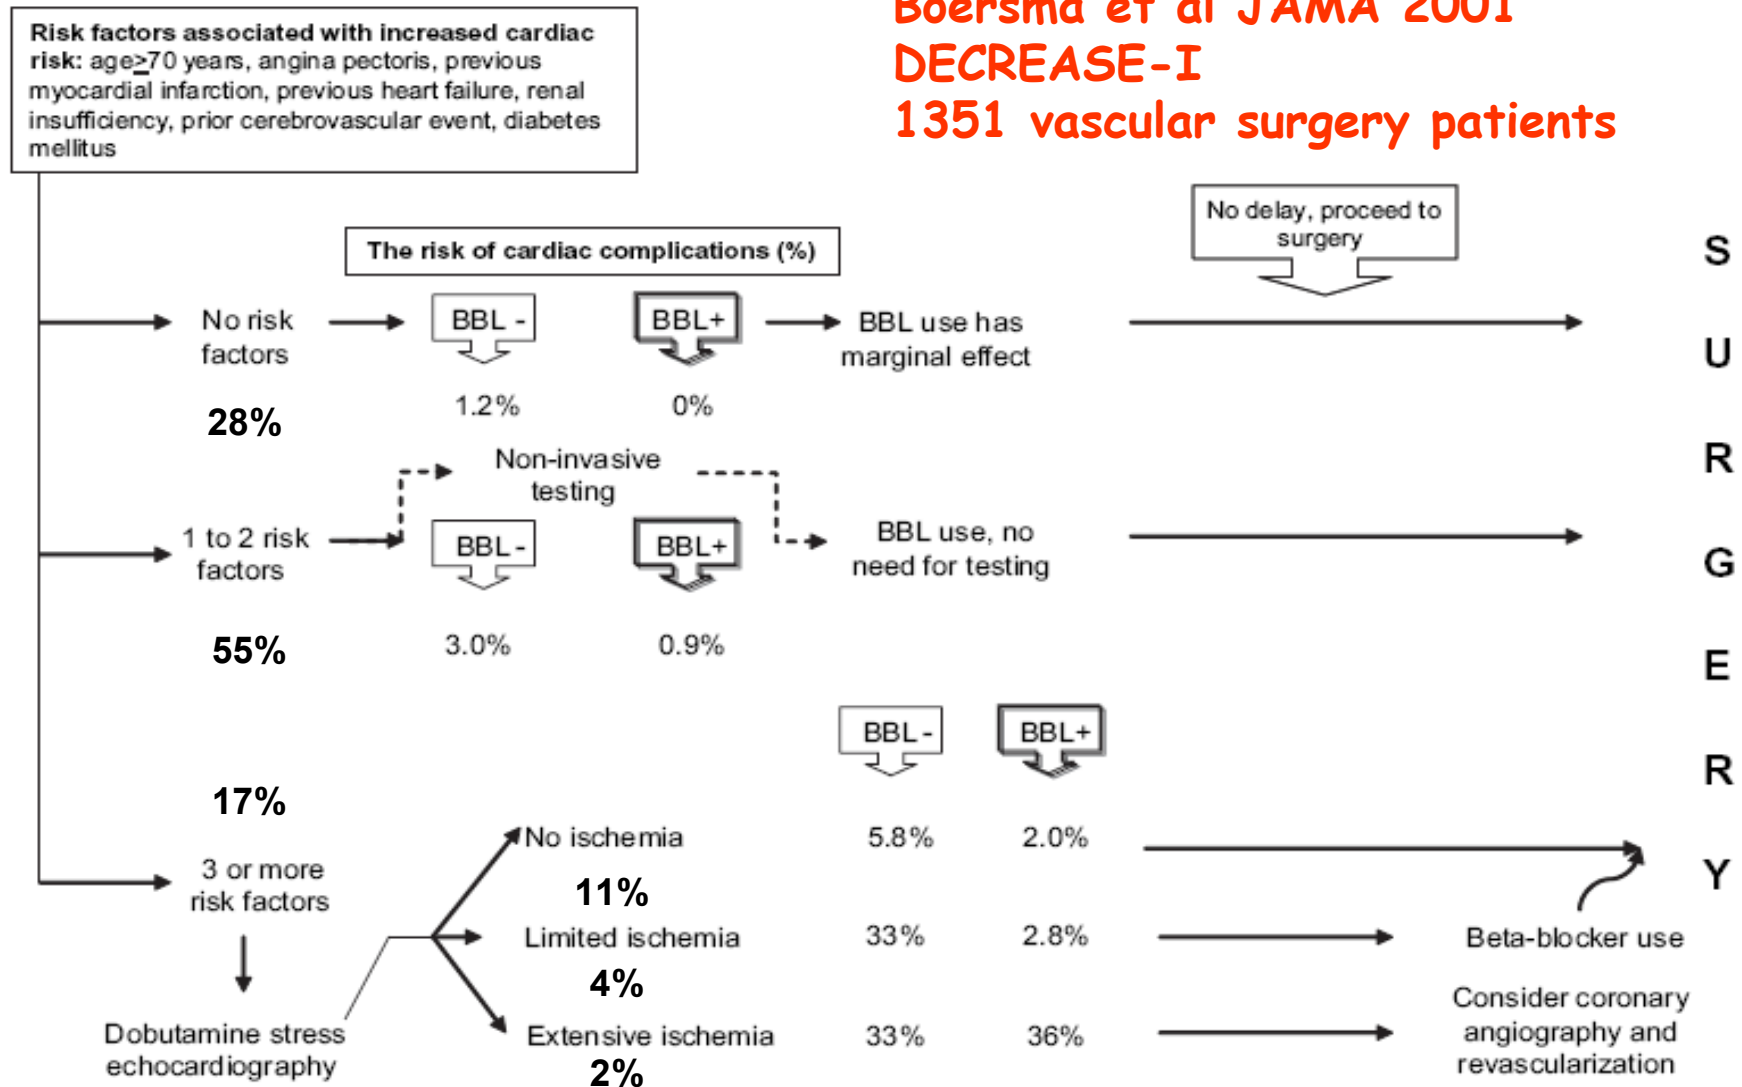 Boersma et al JAMA 2001
DECREASE-I
1351 vascular surgery patients
Risk factors associated with increased cardiac
risk: age≥70 years, angina pectoris, previous
myocardial infarction, previous heart failure, renal
insufficiency, prior cerebrovascular event, diabetes
mellitus
No delay, proceed to
surgery
The risk of cardiac complications (%)
No risk
factors
28%
BBL -
1.2%
BBL+
0%
BBL use has
marginal effect
Non-invasive
testing
1 to 2 risk
factors
55%
BBL-
3.0%
BBL+
0.9%
BBL use, no
need for testing
17%
3 or more
risk factors
Dobutamine stress
echocardiography
BBL-
BBL+
No ischemia
5.8%
2.0%
11%
Limited ischemia
33%
2.8%
Beta-blocker use
4%
Extensive ischemia
33%
36%
Consider coronary
angiography and
revascularization
2%
S
U
R
G
E
R
Y